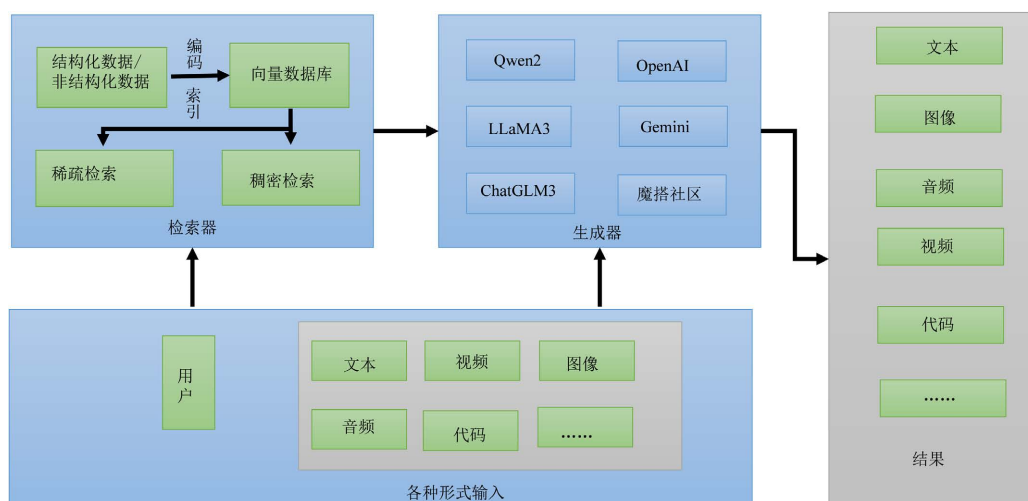 结构化数据/
非结构化数据
编码
索引
向量数据库
稀疏检索
稠密检索
检索器
Qwen2
OpenAI
LLaMA3
Gemini
ChatGLM3
魔搭社区
生成器
用户
文本
视频
图像
音频
代码
......
各种形式输入
文本
图像
音频
视频
代码
......
结果